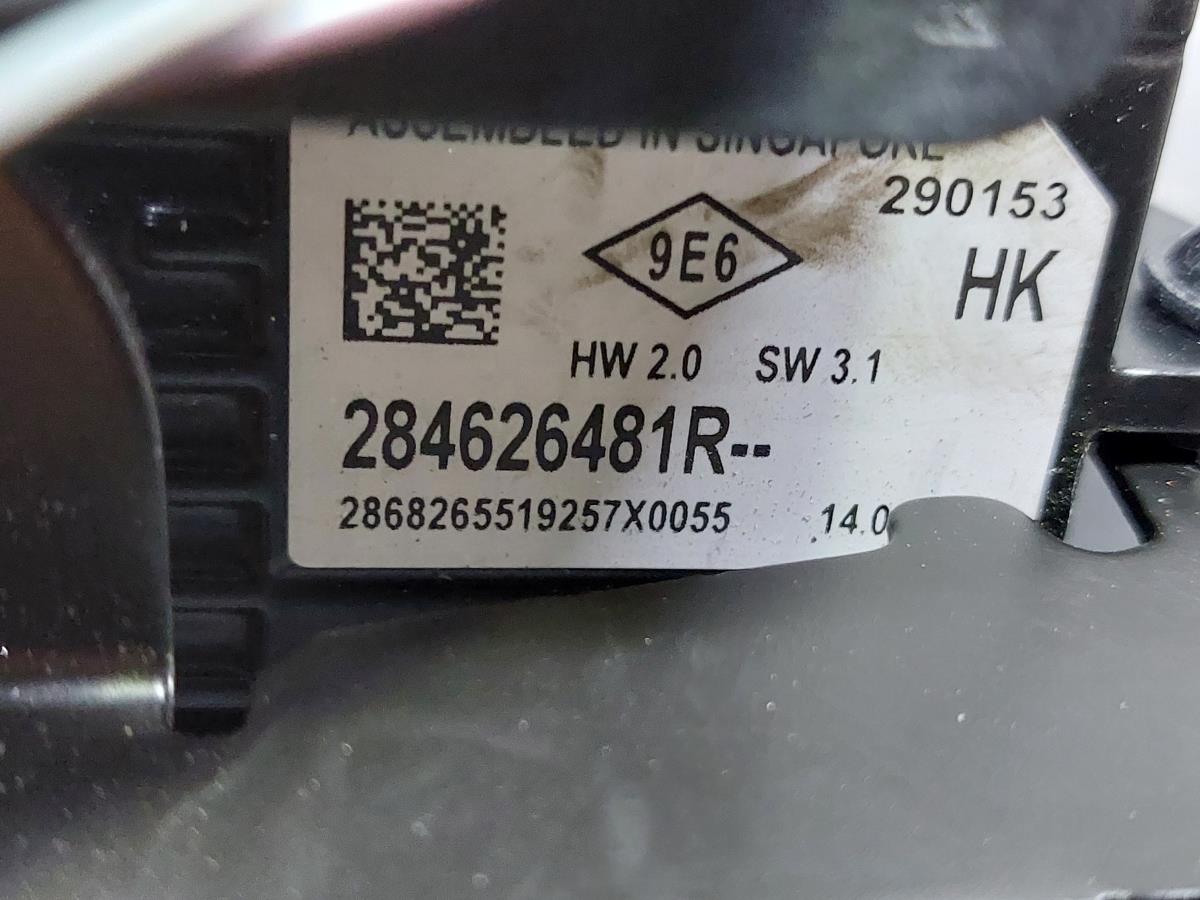 ASSEMBLED IN SINGAPORE
290153
9E6
HK
HW 2.0 SW 3.1
284626481R--
2868265519257X0055 14.0